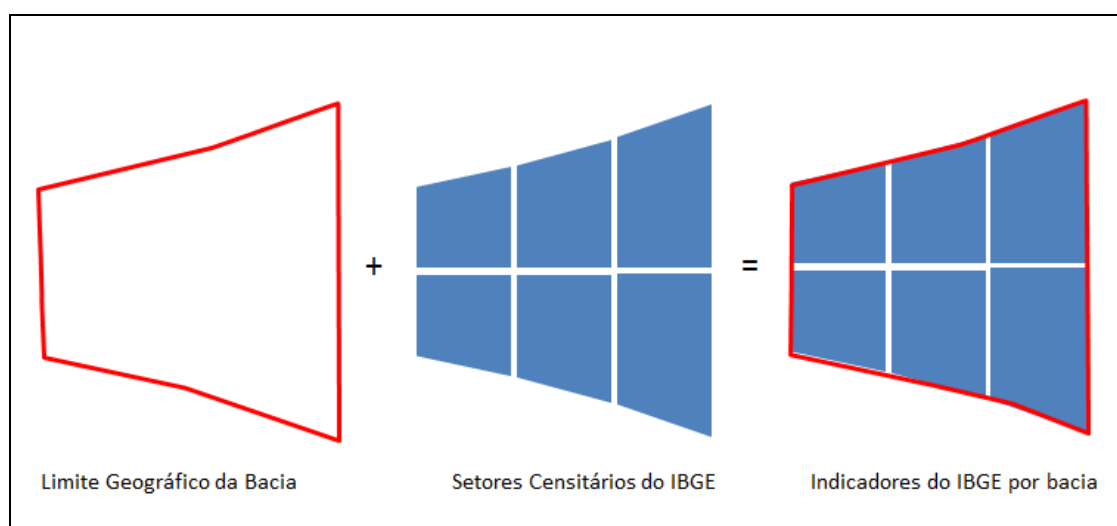 +
=
Limite Geográfico da Bacia
Setores Censitários do IBGE
Indicadores do IBGE por bacia